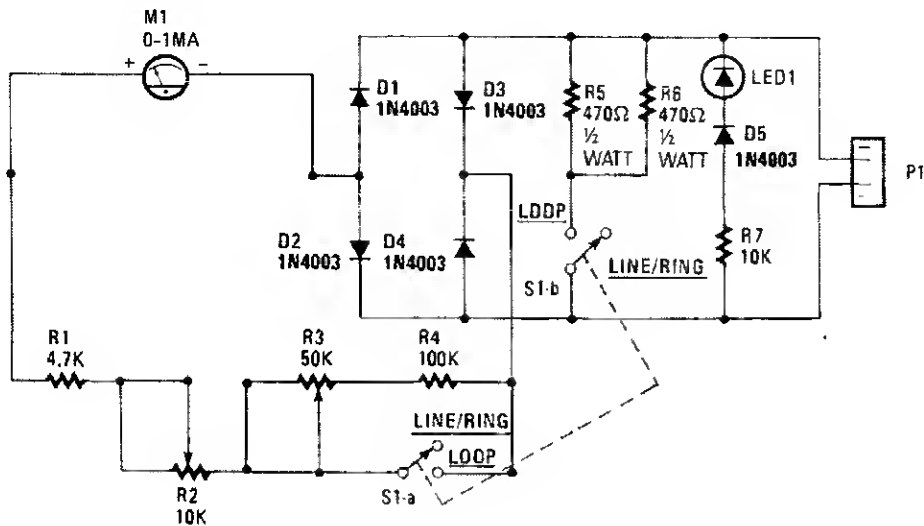 M1
0-1MA
+
−
D1
1N4003
D3
1N4003
R5
470Ω
½
WATT
R6
470Ω
½
WATT
LED1
D5
1N4003
P1
D2
1N4003
D4
1N4003
LDDP
LINE/RING
S1-b
R7
10K
R1
4.7K
R3
50K
R4
100K
LINE/RING
LOOP
S1-a
R2
10K